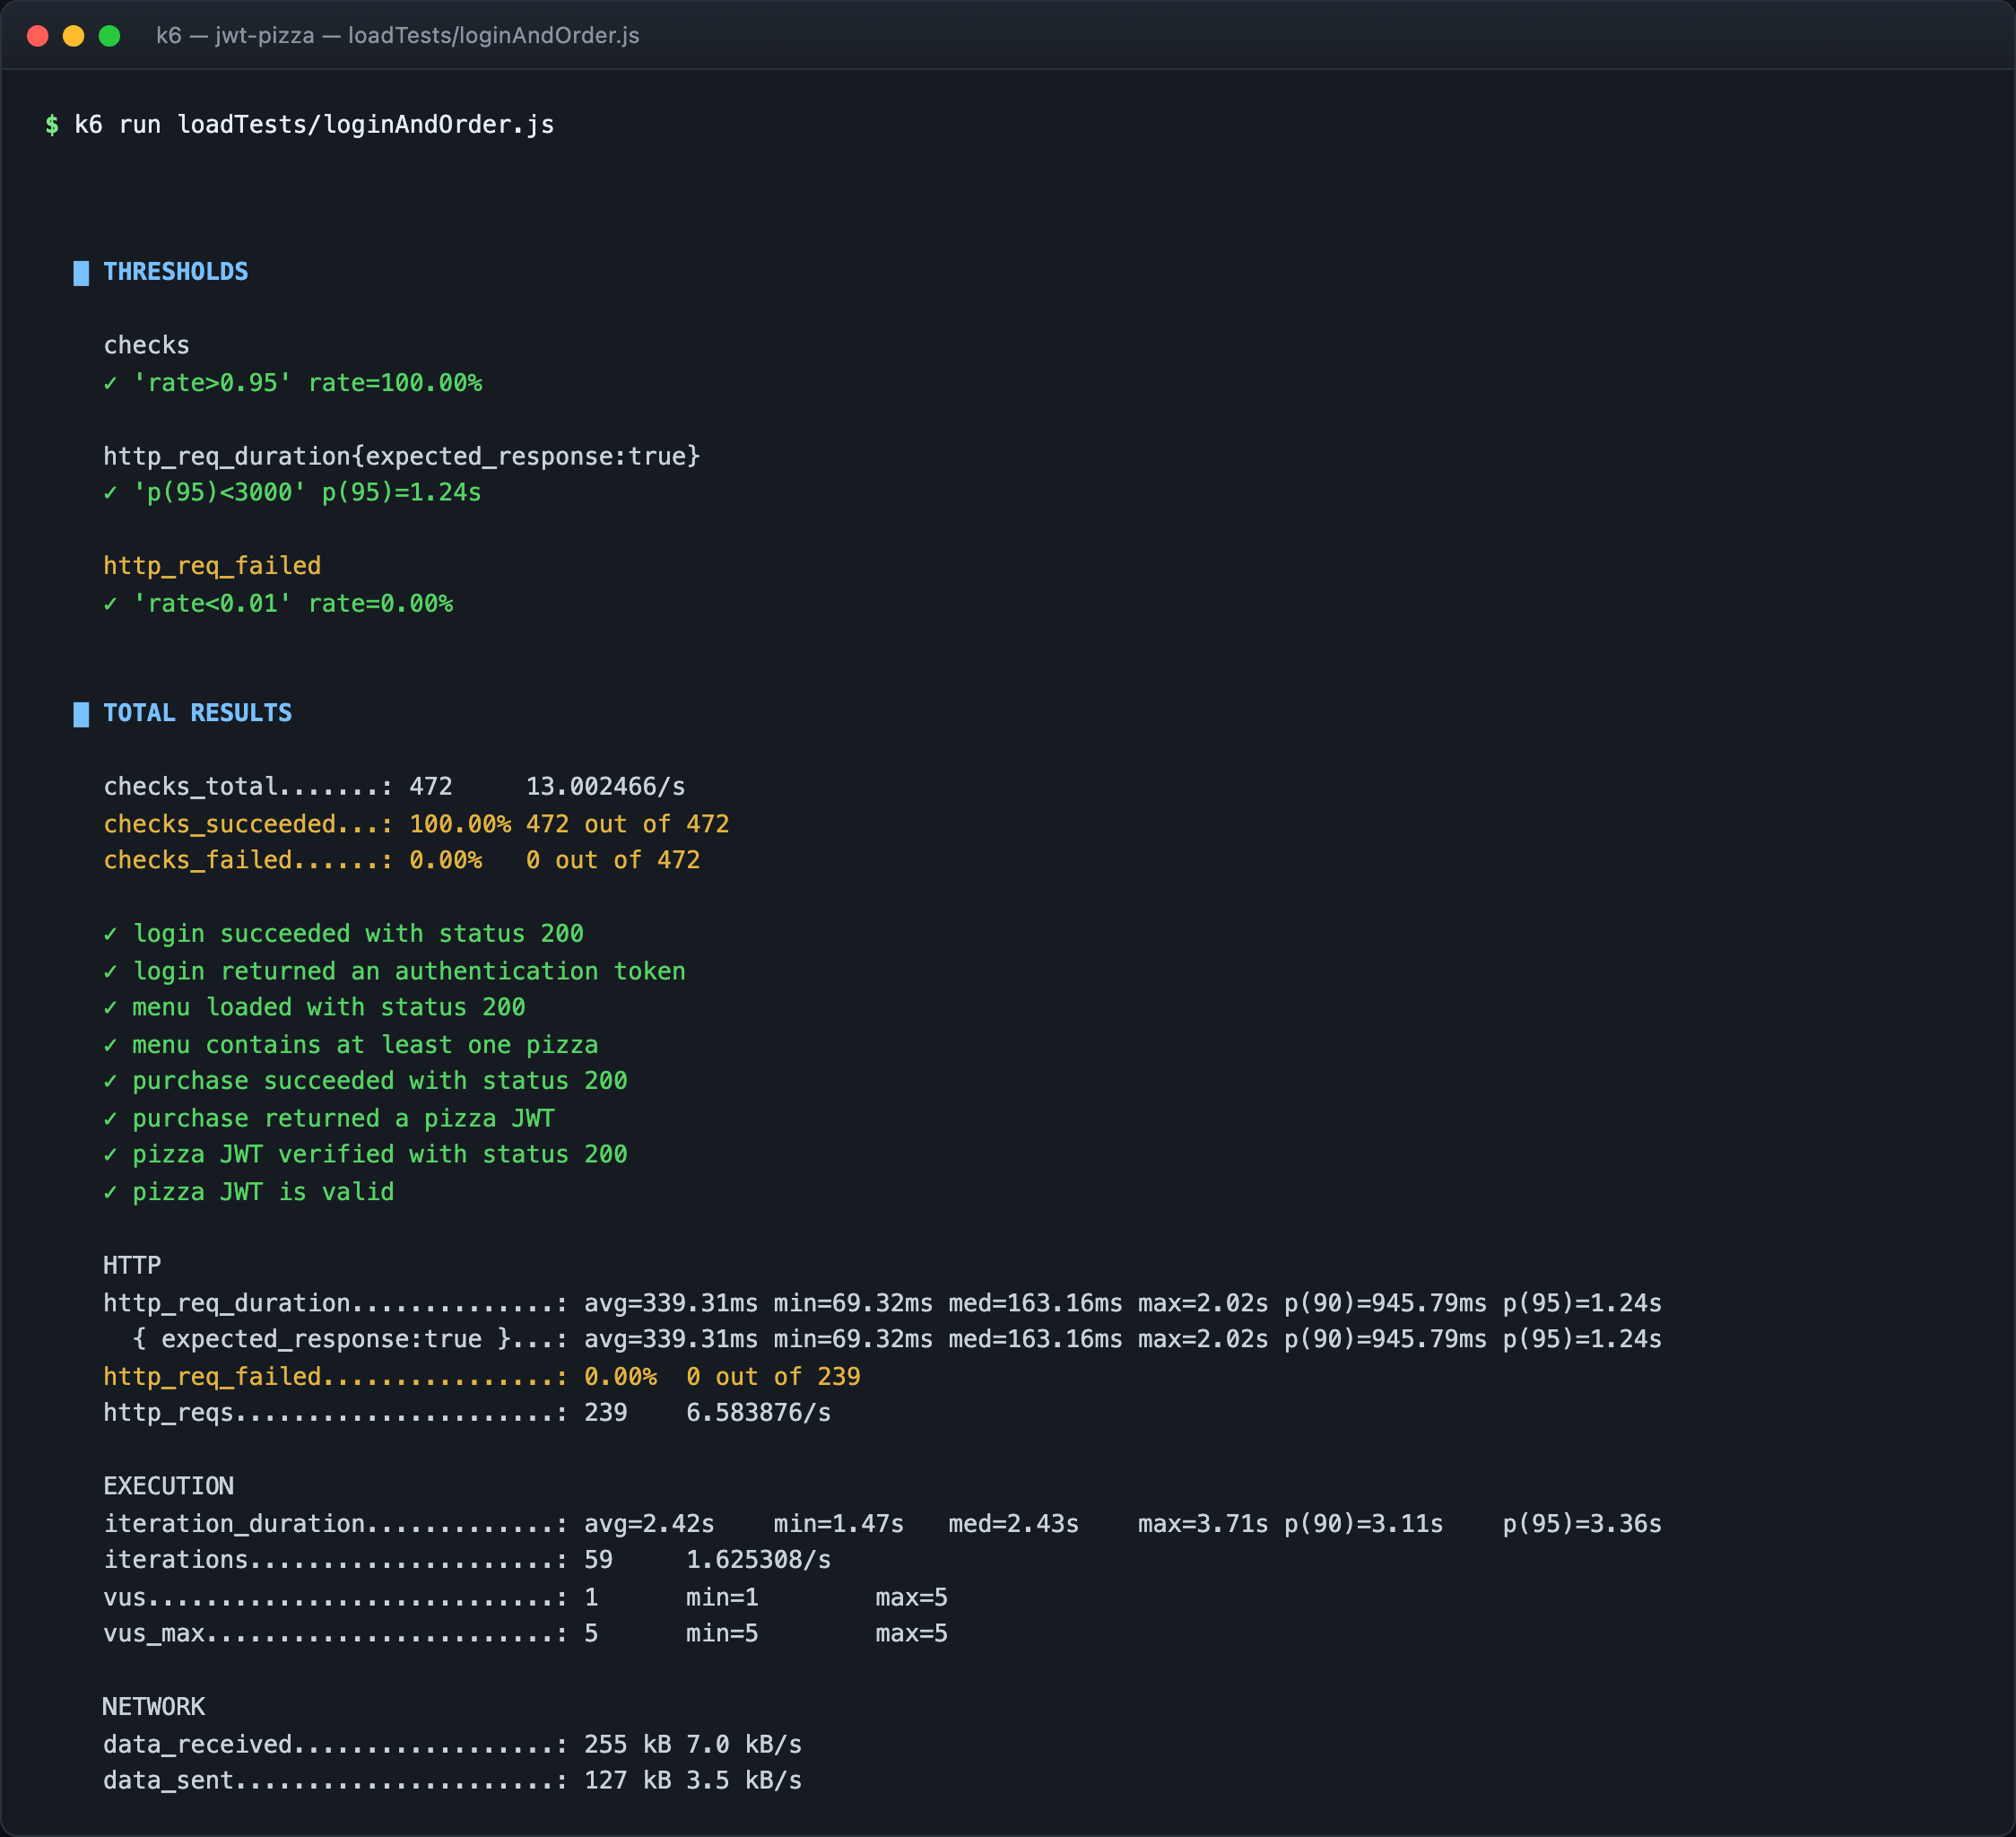 k6 — jwt-pizza — loadTests/loginAndOrder.js
$ k6 run loadTests/loginAndOrder.js
█ THRESHOLDS
checks
✓ 'rate>0.95' rate=100.00%
http_req_duration{expected_response:true}
✓ 'p(95)<3000' p(95)=1.24s
http_req_failed
✓ 'rate<0.01' rate=0.00%
█ TOTAL RESULTS
checks_total.......: 472     13.002466/s
checks_succeeded...: 100.00% 472 out of 472
checks_failed......: 0.00%   0 out of 472
✓ login succeeded with status 200
✓ login returned an authentication token
✓ menu loaded with status 200
✓ menu contains at least one pizza
✓ purchase succeeded with status 200
✓ purchase returned a pizza JWT
✓ pizza JWT verified with status 200
✓ pizza JWT is valid
HTTP
http_req_duration..............: avg=339.31ms min=69.32ms med=163.16ms max=2.02s p(90)=945.79ms p(95)=1.24s
  { expected_response:true }...: avg=339.31ms min=69.32ms med=163.16ms max=2.02s p(90)=945.79ms p(95)=1.24s
http_req_failed................: 0.00%  0 out of 239
http_reqs......................: 239    6.583876/s
EXECUTION
iteration_duration.............: avg=2.42s    min=1.47s   med=2.43s    max=3.71s p(90)=3.11s    p(95)=3.36s
iterations.....................: 59     1.625308/s
vus............................: 1      min=1        max=5
vus_max........................: 5      min=5        max=5
NETWORK
data_received..................: 255 kB 7.0 kB/s
data_sent......................: 127 kB 3.5 kB/s